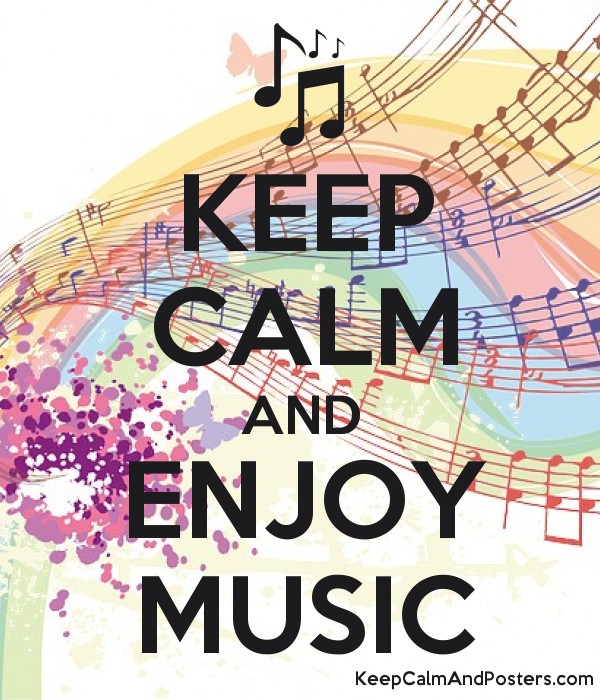 KEEP
CALM
AND
ENJOY
MUSIC
KeepCalmAndPosters.com